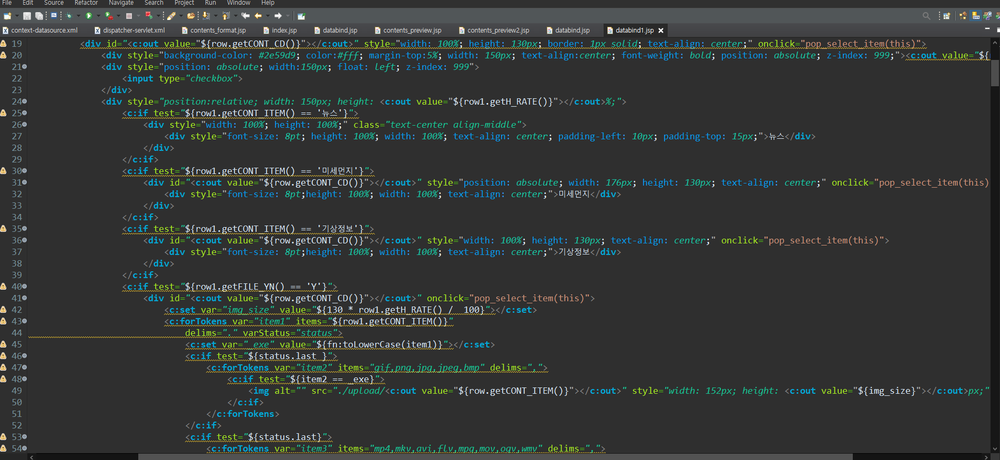 File Edit Source Refactor Navigate Search Project Run Window Help
context-datasource.xml dispatcher-servlet.xml contents_format.jsp index.jsp databind.jsp contents_preview.jsp contents_preview2.jsp databind.jsp databind1.jsp
19 <div id="<c:out value="${row.getCONT_CD()}"></c:out>" style="width: 100%; height: 130px; border: 1px solid; text-align: center;" onclick="pop_select_item(this)">
20 <div style="background-color: #2e59d9; color:#fff; margin-top:5%; width: 150px; text-align:center; font-weight: bold; position: absolute; z-index: 999;"><c:out value="${
21 <div style="position: absolute; width:150px; float: left; z-index: 999">
22 <input type="checkbox">
23 </div>
24 <div style="position:relative; width: 150px; height: <c:out value="${row1.getH_RATE()}"></c:out>%;">
25 <c:if test="${row1.getCONT_ITEM() == '뉴스'}">
26 <div style="width: 100%; height: 100%;" class="text-center align-middle">
27 <div style="font-size: 8pt; height: 100%; width: 100%; text-align: center; padding-left: 10px; padding-top: 15px;">뉴스</div>
28 </div>
29 </c:if>
30 <c:if test="${row1.getCONT_ITEM() == '미세먼지'}">
31 <div id="<c:out value="${row.getCONT_CD()}"></c:out>" style="position: absolute; width: 176px; height: 130px; text-align: center;" onclick="pop_select_item(this)
32 <div style="font-size: 8pt;height: 100%; width: 100%; text-align: center;">미세먼지</div>
33 </div>
34 </c:if>
35 <c:if test="${row1.getCONT_ITEM() == '기상정보'}">
36 <div id="<c:out value="${row.getCONT_CD()}"></c:out>" style="width: 100%; height: 130px; text-align: center;" onclick="pop_select_item(this)">
37 <div style="font-size: 8pt;height: 100%; width: 100%; text-align: center;">기상정보</div>
38 </div>
39 </c:if>
40 <c:if test="${row1.getFILE_YN() == 'Y'}">
41 <div id="<c:out value="${row.getCONT_CD()}"></c:out>" onclick="pop_select_item(this)">
42 <c:set var="img_size" value="${130 * row1.getH_RATE() /  100}"></c:set>
43 <c:forTokens var="item1" items="${row1.getCONT_ITEM()}"
44 delims="." varStatus="status">
45 <c:set var="_exe" value="${fn:toLowerCase(item1)}"></c:set>
46 <c:if test="${status.last }">
47 <c:forTokens var="item2" items="gif,png,jpg,jpeg,bmp" delims=",">
48 <c:if test="${item2 == _exe}">
49 <img alt="" src="./upload/<c:out value="${row.getCONT_ITEM()}"></c:out>" style="width: 152px; height: <c:out value="${img_size}"></c:out>px;"
50 </c:if>
51 </c:forTokens>
52 </c:if>
53 <c:if test="${status.last}">
54 <c:forTokens var="item3" items="mp4,mkv,avi,flv,mpg,mov,ogv,wmv" delims=",">